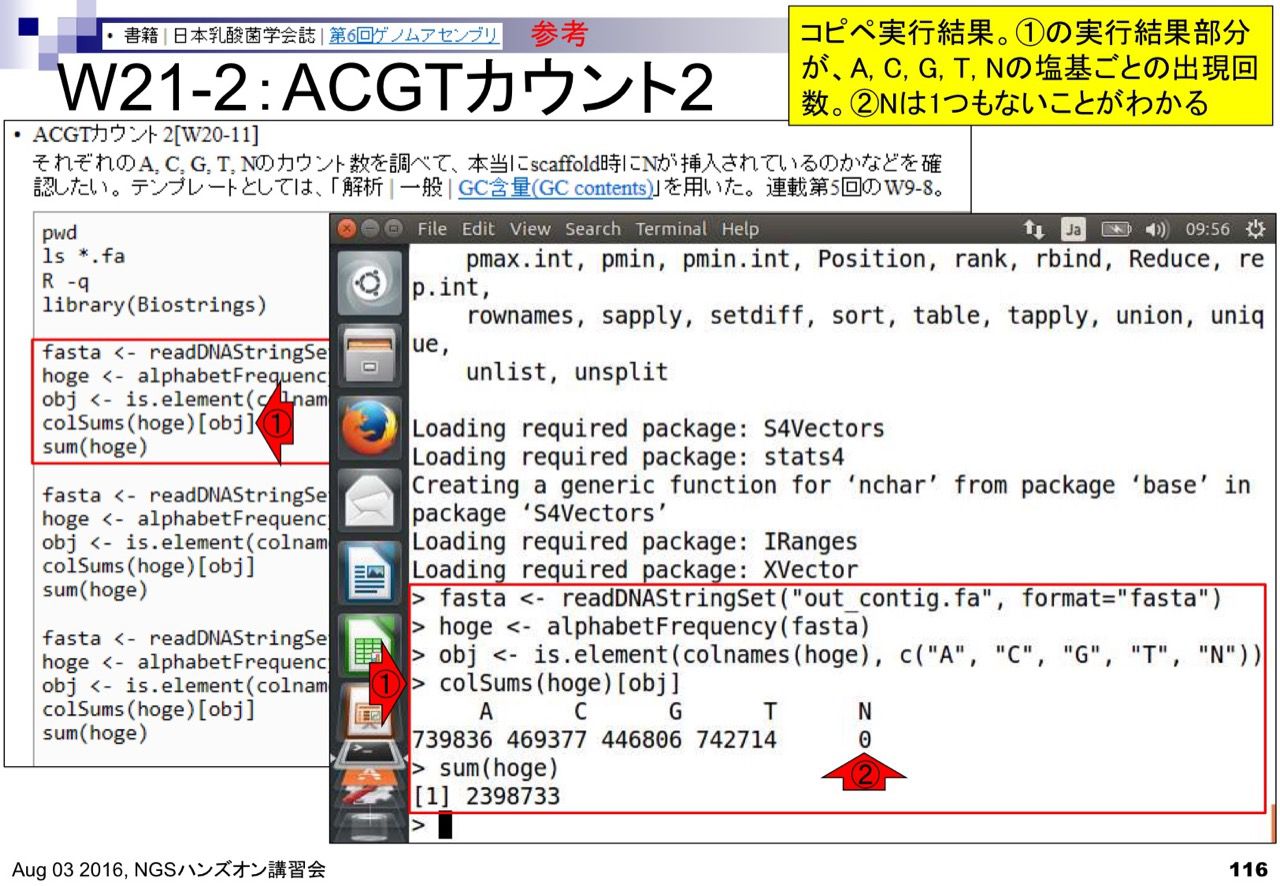 • 書籍 | 日本乳酸菌学会誌 | 第6回ゲノムアセンブリ
参考
W21-2：ACGTカウント2
コピペ実行結果。①の実行結果部分
が、A, C, G, T, Nの塩基ごとの出現回
数。②Nは1つもないことがわかる
• ACGTカウント2[W20-11]
それぞれのA, C, G, T, Nのカウント数を調べて、本当にscaffold時にNが挿入されているのかなどを確
認したい。テンプレートとしては、「解析 | 一般 | GC含量(GC contents)」を用いた。連載第5回のW9-8。
pwd
ls *.fa
R -q
library(Biostrings)
fasta <- readDNAStringSe
hoge <- alphabetFrequenc
obj <- is.element(colnam
colSums(hoge)[obj]
①
sum(hoge)
fasta <- readDNAStringSe
hoge <- alphabetFrequenc
obj <- is.element(colnam
colSums(hoge)[obj]
sum(hoge)
fasta <- readDNAStringSe
hoge <- alphabetFrequenc
obj <- is.element(colnam
colSums(hoge)[obj]
sum(hoge)
File Edit View Search Terminal Help
Ja
09:56
pmax.int, pmin, pmin.int, Position, rank, rbind, Reduce, re
p.int,
rownames, sapply, setdiff, sort, table, tapply, union, uniq
ue,
unlist, unsplit
Loading required package: S4Vectors
Loading required package: stats4
Creating a generic function for ‘nchar’ from package ‘base’ in
package ‘S4Vectors’
Loading required package: IRanges
Loading required package: XVector
> fasta <- readDNAStringSet("out_contig.fa", format="fasta")
> hoge <- alphabetFrequency(fasta)
> obj <- is.element(colnames(hoge), c("A", "C", "G", "T", "N"))
① > colSums(hoge)[obj]
A C G T N
739836 469377 446806 742714 0
> sum(hoge)
②
[1] 2398733
>
Aug 03 2016, NGSハンズオン講習会
116